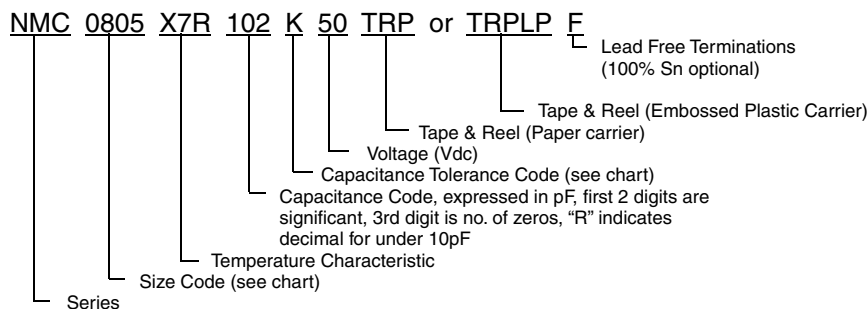 NMC 0805 X7R 102 K 50 TRP or TRPLP F
Lead Free Terminations
(100% Sn optional)
Tape & Reel (Embossed Plastic Carrier)
Tape & Reel (Paper carrier)
Voltage (Vdc)
Capacitance Tolerance Code (see chart)
Capacitance Code, expressed in pF, first 2 digits are
significant, 3rd digit is no. of zeros, “R” indicates
decimal for under 10pF
Temperature Characteristic
Size Code (see chart)
Series